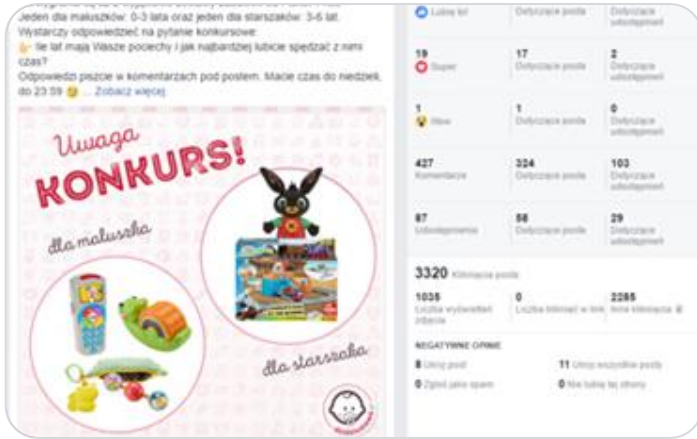 Jeden dla maluszków: 0-3 lata oraz jeden dla starszaków: 3-6 lat.
Wystarczy odpowiedzieć na pytanie konkursowe:
👉 Ile lat mają Wasze pociechy i jak najbardziej lubicie spędzać z nimi
czas?
Odpowiedzi piszcie w komentarzach pod postem. Macie czas do niedzieli,
do 23:59 ... Zobacz więcej
Uwaga
KONKURS!
dla maluszka
dla starszaka
Lubię to!
Dotyczące posta
Dotyczące
udostępnień
19 17 2
Super Dotyczące posta Dotyczące
udostępnień
1 1 0
Wow Dotyczące posta Dotyczące
udostępnień
427 324 103
Komentarze Dotyczące posta Dotyczące
udostępnień
87 58 29
Udostępnienia Dotyczące posta Dotyczące
udostępnień
3320 Kliknięcia posta
1035 0 2285
Liczba wyświetleń Liczba kliknięć w link Inne kliknięcia
zdjęcia
NEGATYWNE OPINIE
8 Ukryj post 11 Ukryj wszystkie posty
0 Zgłoś jako spam 0 Nie lubię tej strony